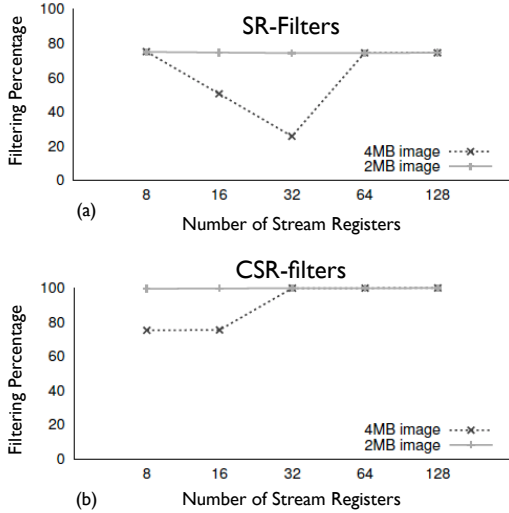 SR-Filters
Filtering Percentage
100
80
60
40
20
0
4MB image
2MB image
8 16 32 64 128
(a)
Number of Stream Registers
CSR-filters
Filtering Percentage
100
80
60
40
20
0
4MB image
2MB image
8 16 32 64 128
(b)
Number of Stream Registers